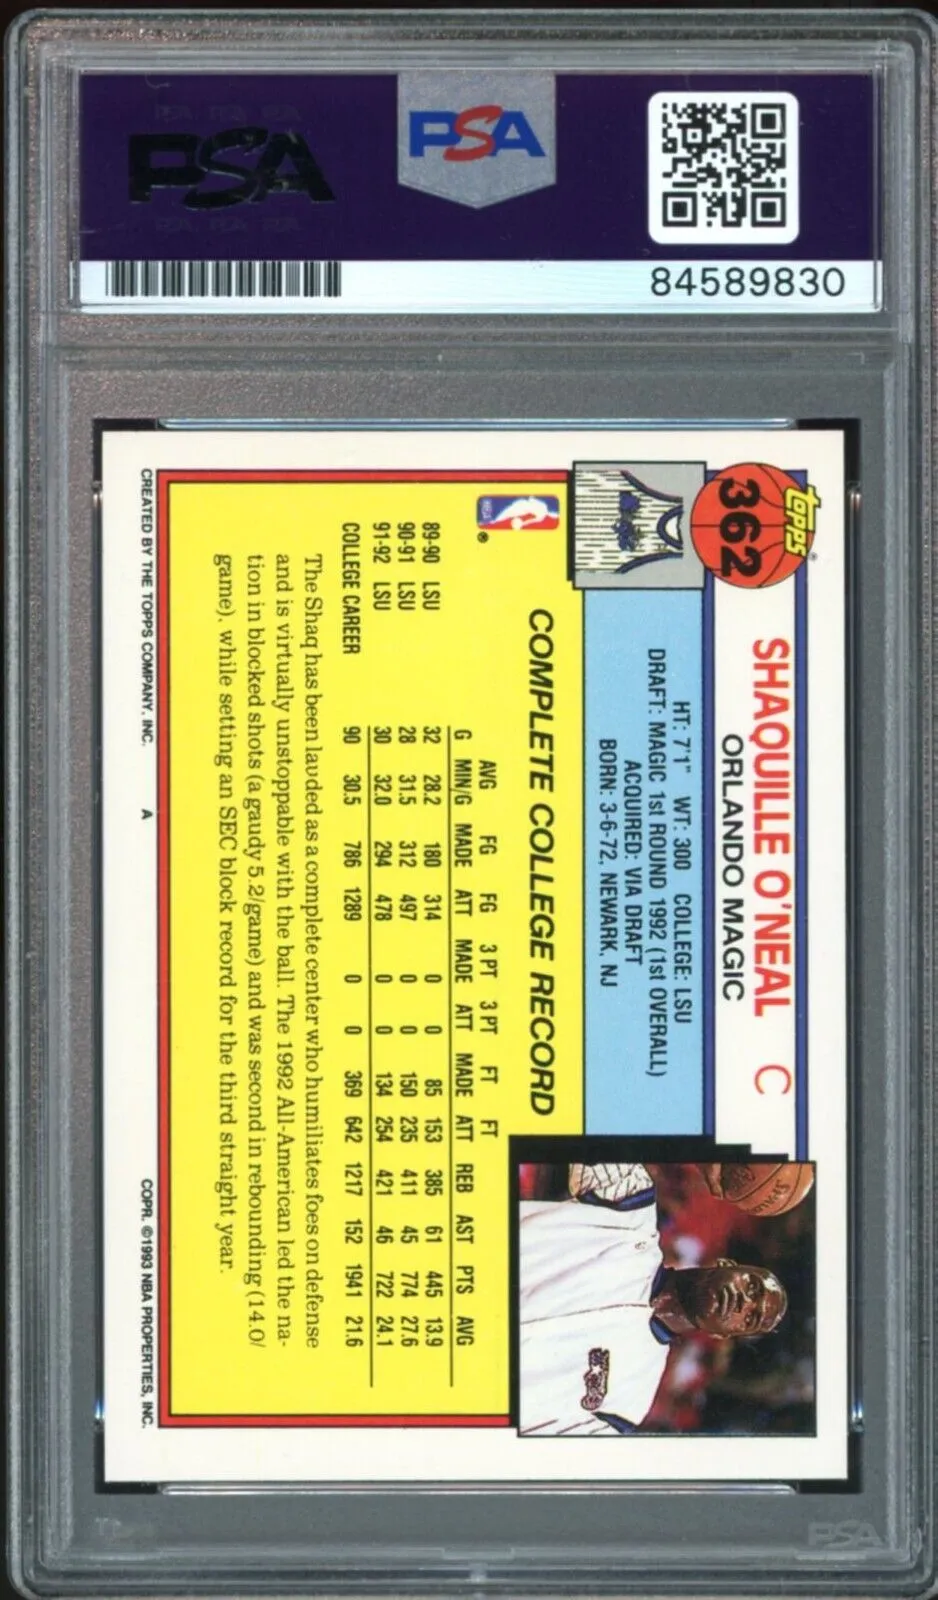 PSA
PSA
84589830
topps
362
SHAQUILLE O'NEAL C
ORLANDO MAGIC
HT: 7'1" WT: 300 COLLEGE: LSU
DRAFT: MAGIC 1st ROUND 1992 (1st OVERALL)
ACQUIRED: VIA DRAFT
BORN: 3-6-72, NEWARK, NJ
COMPLETE COLLEGE RECORD
AVG FG FG 3 PT 3 PT FT FT
G MIN/G MADE ATT MADE ATT MADE ATT REB AST PTS AVG
89-90 LSU 32 28.2 180 314 0 0 85 153 385 61 445 13.9
90-91 LSU 28 31.5 312 497 0 0 150 235 411 45 774 27.6
91-92 LSU 30 32.0 294 478 0 0 134 254 421 46 722 24.1
COLLEGE CAREER 90 30.5 786 1289 0 0 369 642 1217 152 1941 21.6
The Shaq has been lauded as a complete center who humiliates foes on defense
and is virtually unstoppable with the ball. The 1992 All-American led the na-
tion in blocked shots (a gaudy 5.2/game) and was second in rebounding (14.0/
game), while setting an SEC block record for the third straight year.
CREATED BY THE TOPPS COMPANY, INC. A COPR. ©1993 NBA PROPERTIES, INC.
PSA